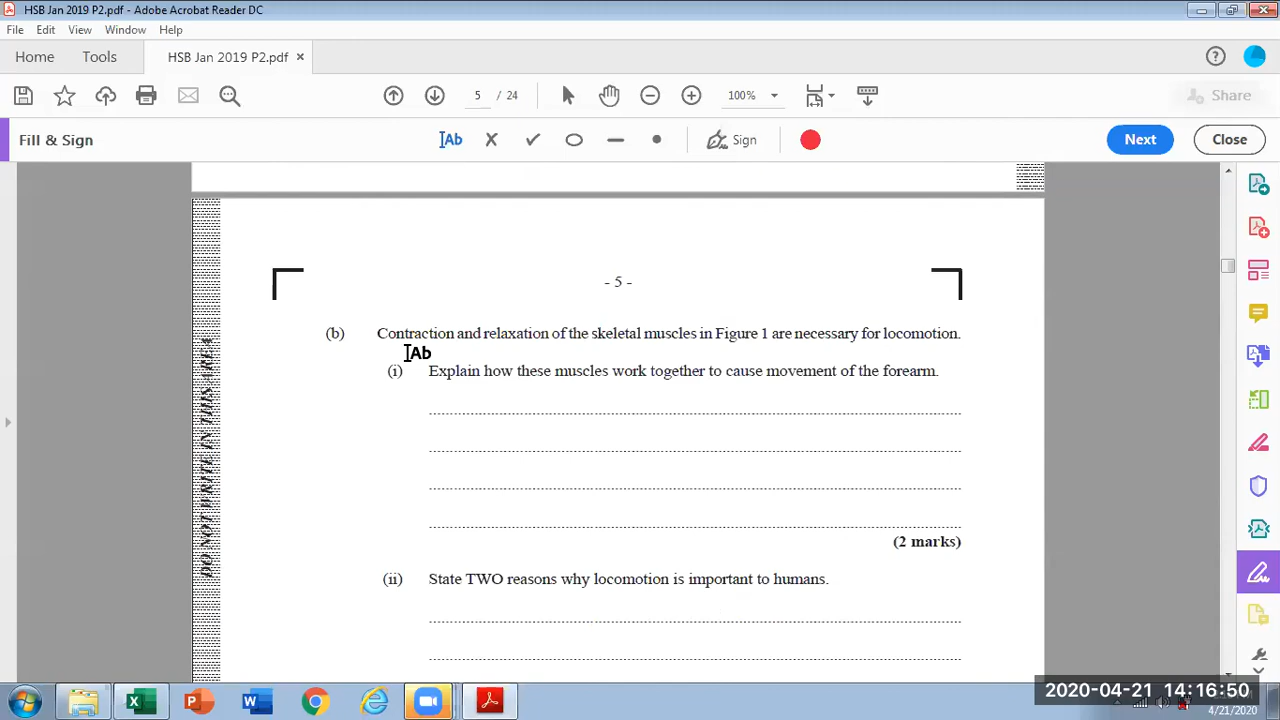 HSB Jan 2019 P2.pdf - Adobe Acrobat Reader DC
File Edit View Window Help
Home Tools HSB Jan 2019 P2.pdf ×
5 / 24 100% Share
Fill & Sign Ab Sign Next Close
- 5 -
(b) Contraction and relaxation of the skeletal muscles in Figure 1 are necessary for locomotion.
Ab
(i) Explain how these muscles work together to cause movement of the forearm.
(2 marks)
(ii) State TWO reasons why locomotion is important to humans.
2020-04-21 14:16:50
4/21/2020